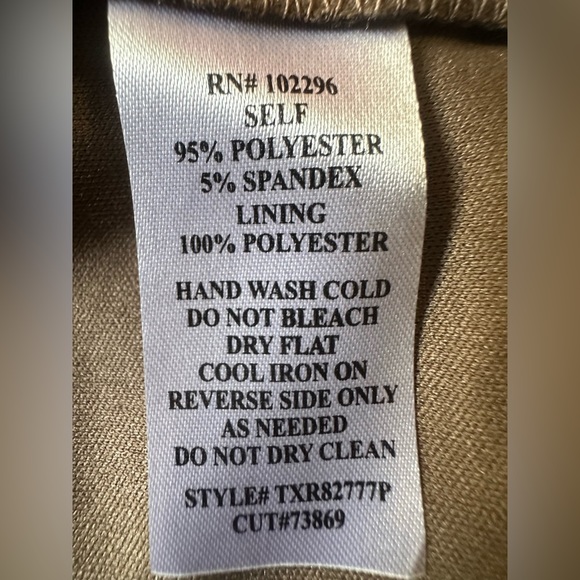 RN# 102296
SELF
95% POLYESTER
5% SPANDEX
LINING
100% POLYESTER
HAND WASH COLD
DO NOT BLEACH
DRY FLAT
COOL IRON ON
REVERSE SIDE ONLY
AS NEEDED
DO NOT DRY CLEAN
STYLE# TXR82777P
CUT#73869